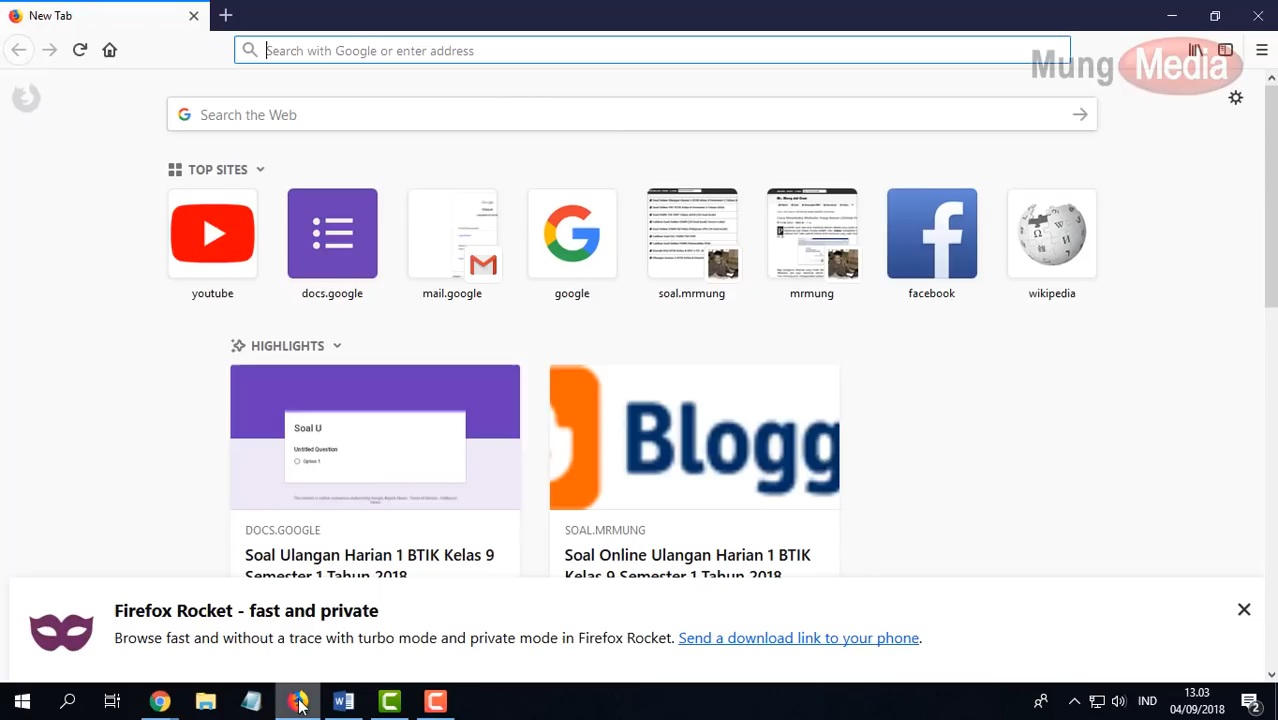 New Tab
Search with Google or enter address
Mung Media
Search the Web
TOP SITES
youtube
docs.google
mail.google
google
soal.mrmung
mrmung
facebook
wikipedia
HIGHLIGHTS
Soal U
Untitled Question
Option 1
Blogg
DOCS.GOOGLE
SOAL.MRMUNG
Soal Ulangan Harian 1 BTIK Kelas 9
Semester 1 Tahun 2018
Soal Online Ulangan Harian 1 BTIK
Kelas 9 Semester 1 Tahun 2018
Firefox Rocket - fast and private
Browse fast and without a trace with turbo mode and private mode in Firefox Rocket. Send a download link to your phone.
IND
13.03
04/09/2018
2